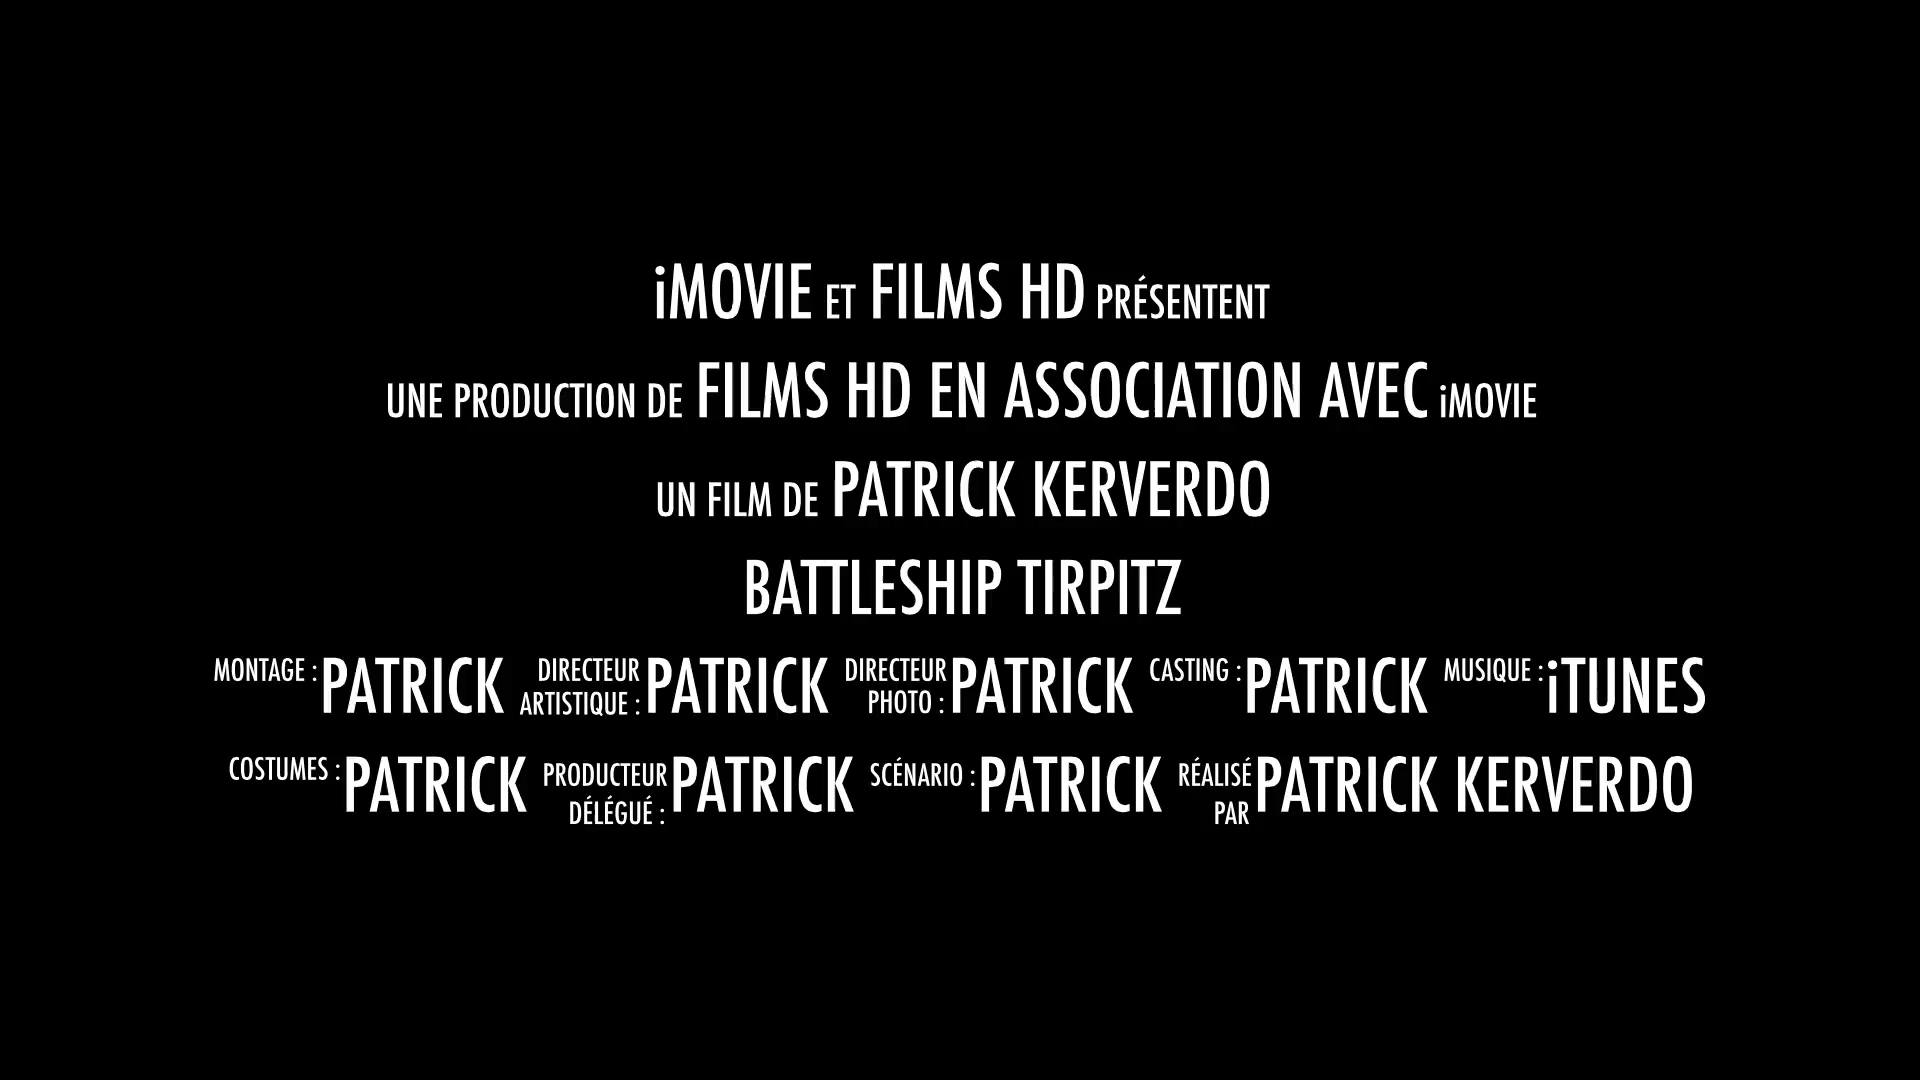 iMOVIE ET FILMS HD PRÉSENTENT
UNE PRODUCTION DE FILMS HD EN ASSOCIATION AVEC iMOVIE
UN FILM DE PATRICK KERVERDO
BATTLESHIP TIRPITZ
MONTAGE : PATRICK DIRECTEUR ARTISTIQUE : PATRICK DIRECTEUR PHOTO : PATRICK CASTING : PATRICK MUSIQUE : iTUNES
COSTUMES : PATRICK PRODUCTEUR DÉLÉGUÉ : PATRICK SCÉNARIO : PATRICK RÉALISÉ PAR PATRICK KERVERDO